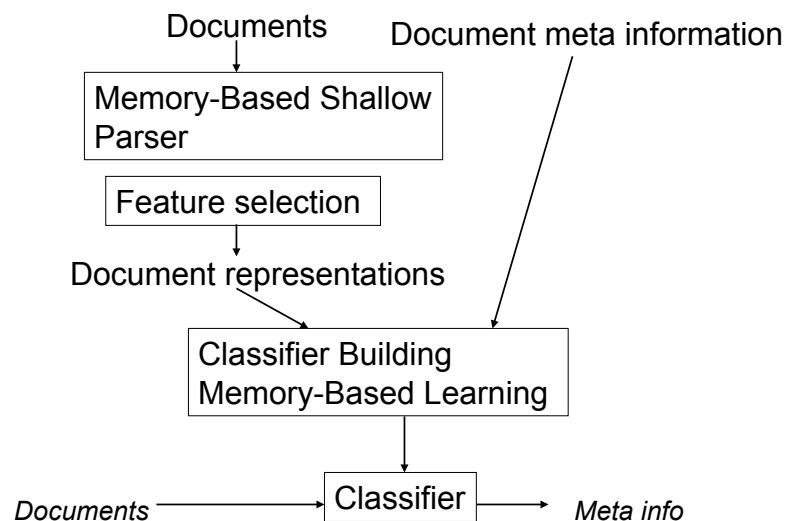 Documents
Document meta information
Memory-Based Shallow
Parser
Feature selection
Document representations
Classifier Building
Memory-Based Learning
Documents
Classifier
Meta info